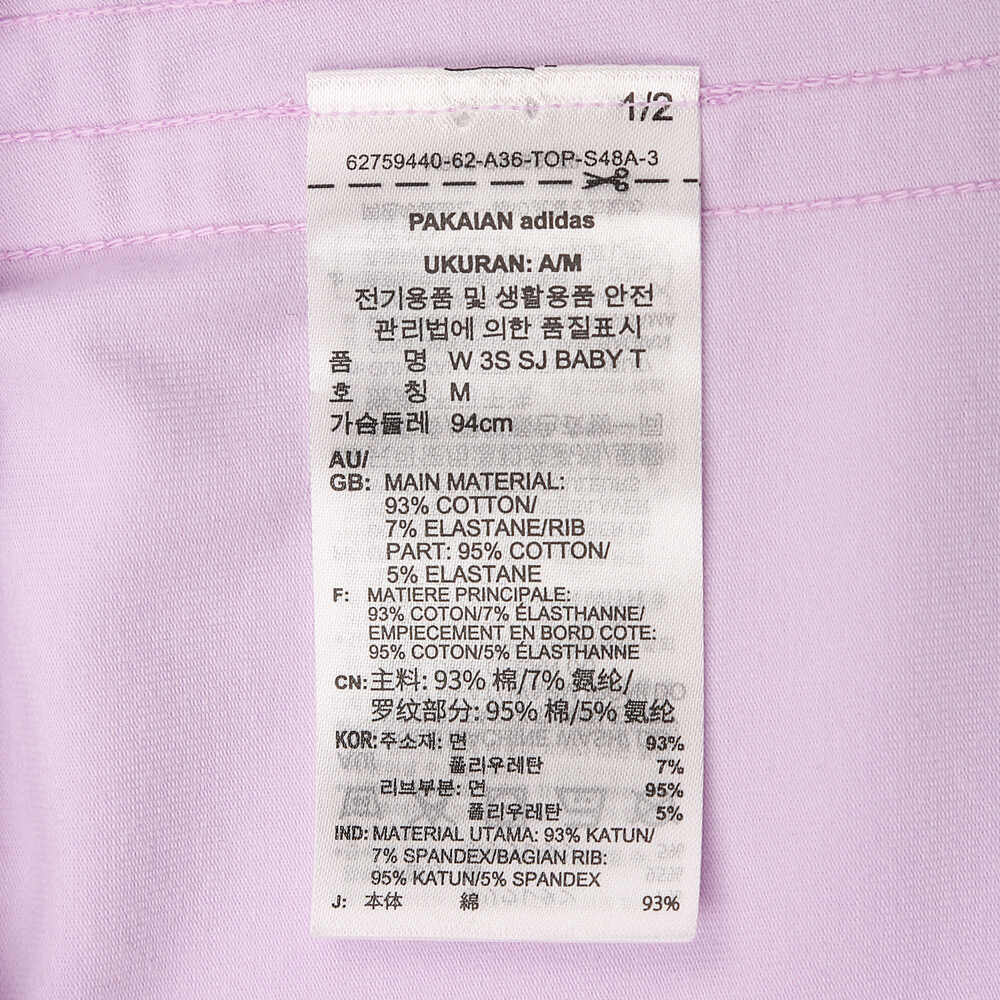 1/2
62759440-62-A36-TOP-S48A-3
PAKAIAN adidas
UKURAN: A/M
전기용품 및 생활용품 안전
관리법에 의한 품질표시
품 명 W 3S SJ BABY T
호 칭 M
가슴둘레 94cm
AU/
GB: MAIN MATERIAL:
93% COTTON/
7% ELASTANE/RIB
PART: 95% COTTON/
5% ELASTANE
F: MATIERE PRINCIPALE:
93% COTON/7% ÉLASTHANNE/
EMPIECEMENT EN BORD COTE:
95% COTON/5% ÉLASTHANNE
CN: 主料: 93% 棉/7% 氨纶/
罗纹部分: 95% 棉/5% 氨纶
KOR: 주소재: 면 93%
폴리우레탄 7%
리브부분: 면 95%
폴리우레탄 5%
IND: MATERIAL UTAMA: 93% KATUN/
7% SPANDEX/BAGIAN RIB:
95% KATUN/5% SPANDEX
J: 本体 綿 93%